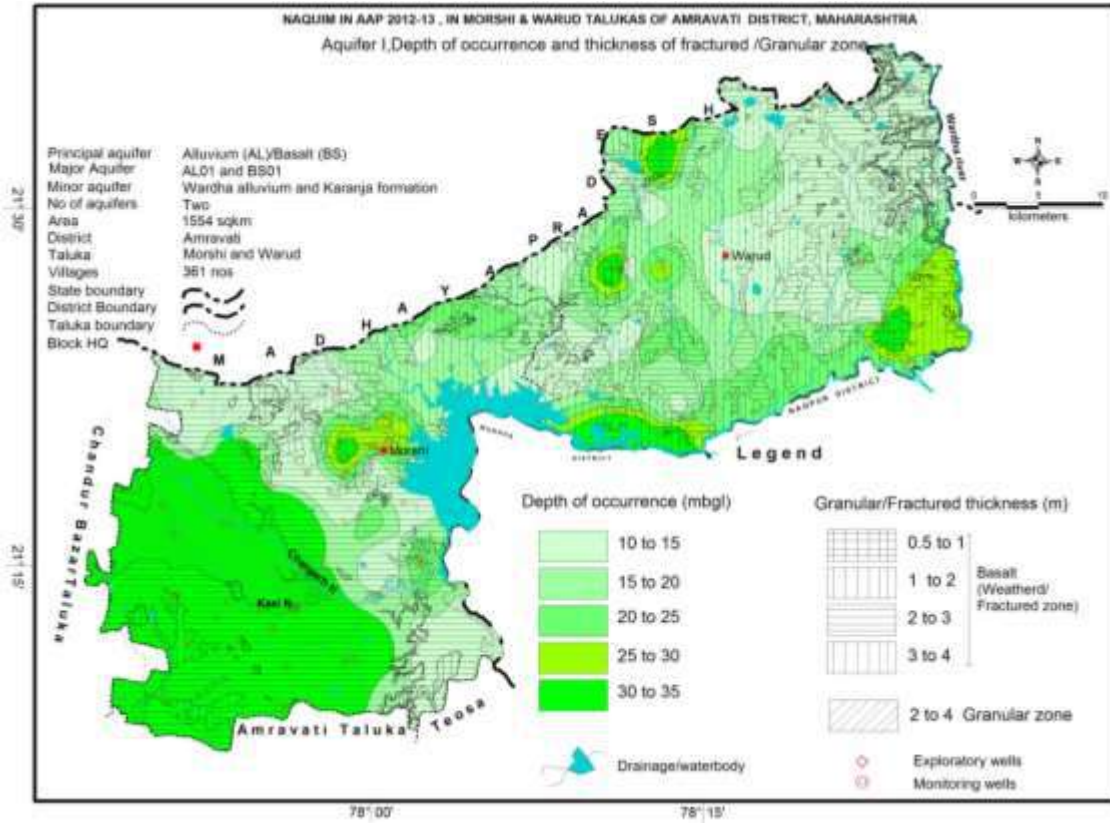 NAQUIM IN AAP 2012-13 , IN MORSHI & WARUD TALUKAS OF AMRAVATI DISTRICT, MAHARASHTRA
Aquifer I,Depth of occurrence and thickness of fractured /Granular zone
Principal aquifer Alluvium (AL)/Basalt (BS)
Major Aquifer AL01 and BS01
Minor aquifer Wardha alluvium and Karanja formation
No of aquifers Two
Area 1554 sqkm
District Amravati
Taluka Morshi and Warud
Villages 361 nos
State boundary
District Boundary
Taluka boundary
Block HQ
MADHAYAPRADESH
Wardha river
N
W E
S
kilometers
21°30'
21°15'
Warud
Morshi
NAGPUR DISTRICT
DISTRICT
Chandur BazarTaluka
Amravati Taluka
Teosa
Legend
Depth of occurrence (mbgl)
10 to 15
15 to 20
20 to 25
25 to 30
30 to 35
Drainage/waterbody
Granular/Fractured thickness (m)
0.5 to 1
1 to 2
2 to 3
3 to 4
Basalt
(Weatherd/
Fractured zone)
2 to 4 Granular zone
Exploratory wells
Monitoring wells
78°00'
78°15'